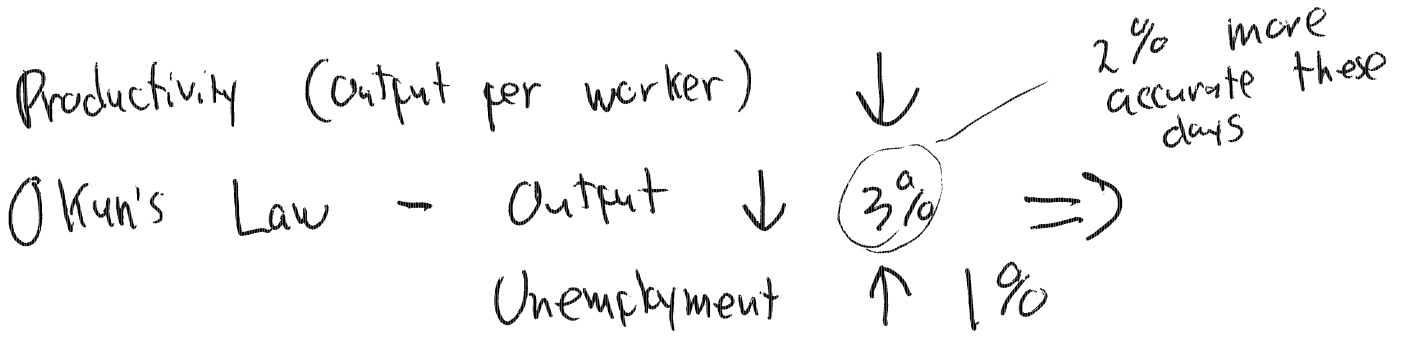 Productivity (Output per worker) ↓
2% more
accurate these
days
Okun's Law - Output ↓ 3% =>
Unemployment ↑ 1%